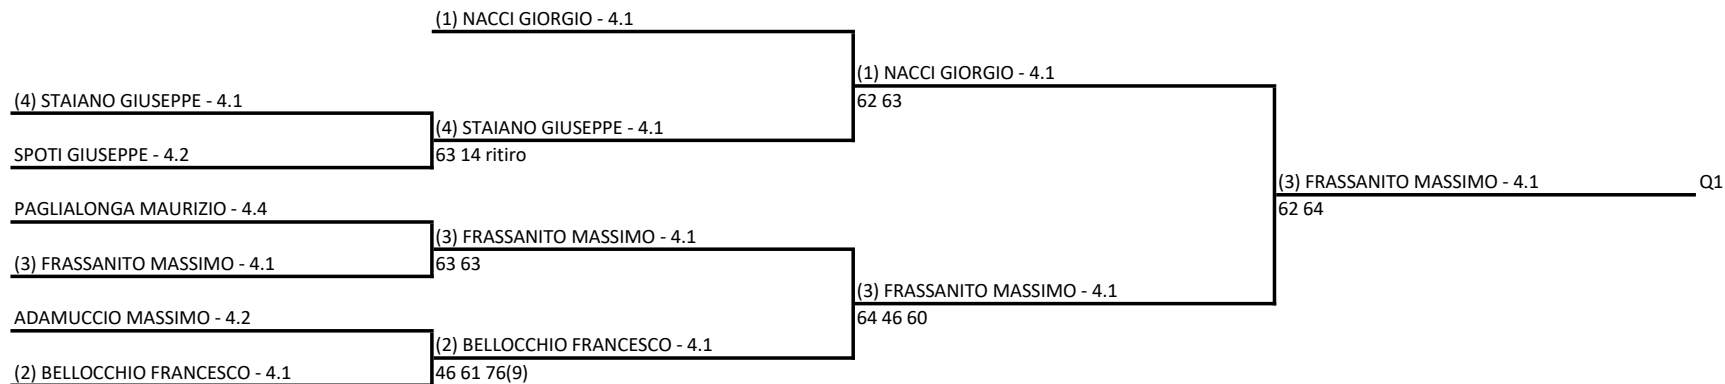 (1) NACCI GIORGIO - 4.1
(1) NACCI GIORGIO - 4.1
(4) STAIANO GIUSEPPE - 4.1
62 63
(4) STAIANO GIUSEPPE - 4.1
SPOTI GIUSEPPE - 4.2
63 14 ritiro
(3) FRASSANITO MASSIMO - 4.1
Q1
PAGLIALONGA MAURIZIO - 4.4
62 64
(3) FRASSANITO MASSIMO - 4.1
(3) FRASSANITO MASSIMO - 4.1
63 63
(3) FRASSANITO MASSIMO - 4.1
ADAMUCCIO MASSIMO - 4.2
64 46 60
(2) BELLOCCHIO FRANCESCO - 4.1
(2) BELLOCCHIO FRANCESCO - 4.1
46 61 76(9)